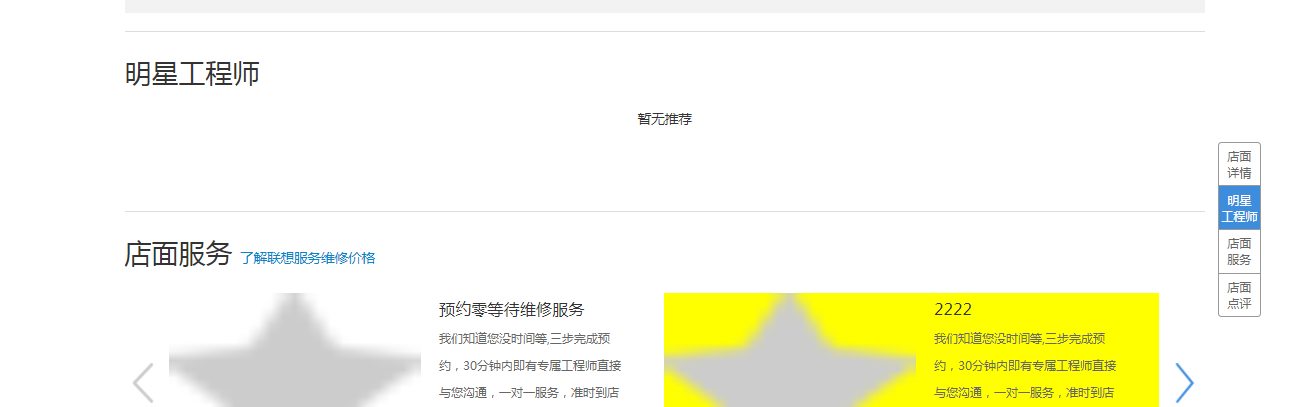 明星工程师
暂无推荐
店面服务 了解联想服务维修价格
预约零等待维修服务
我们知道您没时间等,三步完成预
约，30分钟内即有专属工程师直接
与您沟通，一对一服务，准时到店
2222
我们知道您没时间等,三步完成预
约，30分钟内即有专属工程师直接
与您沟通，一对一服务，准时到店
店面
详情
明星
工程师
店面
服务
店面
点评